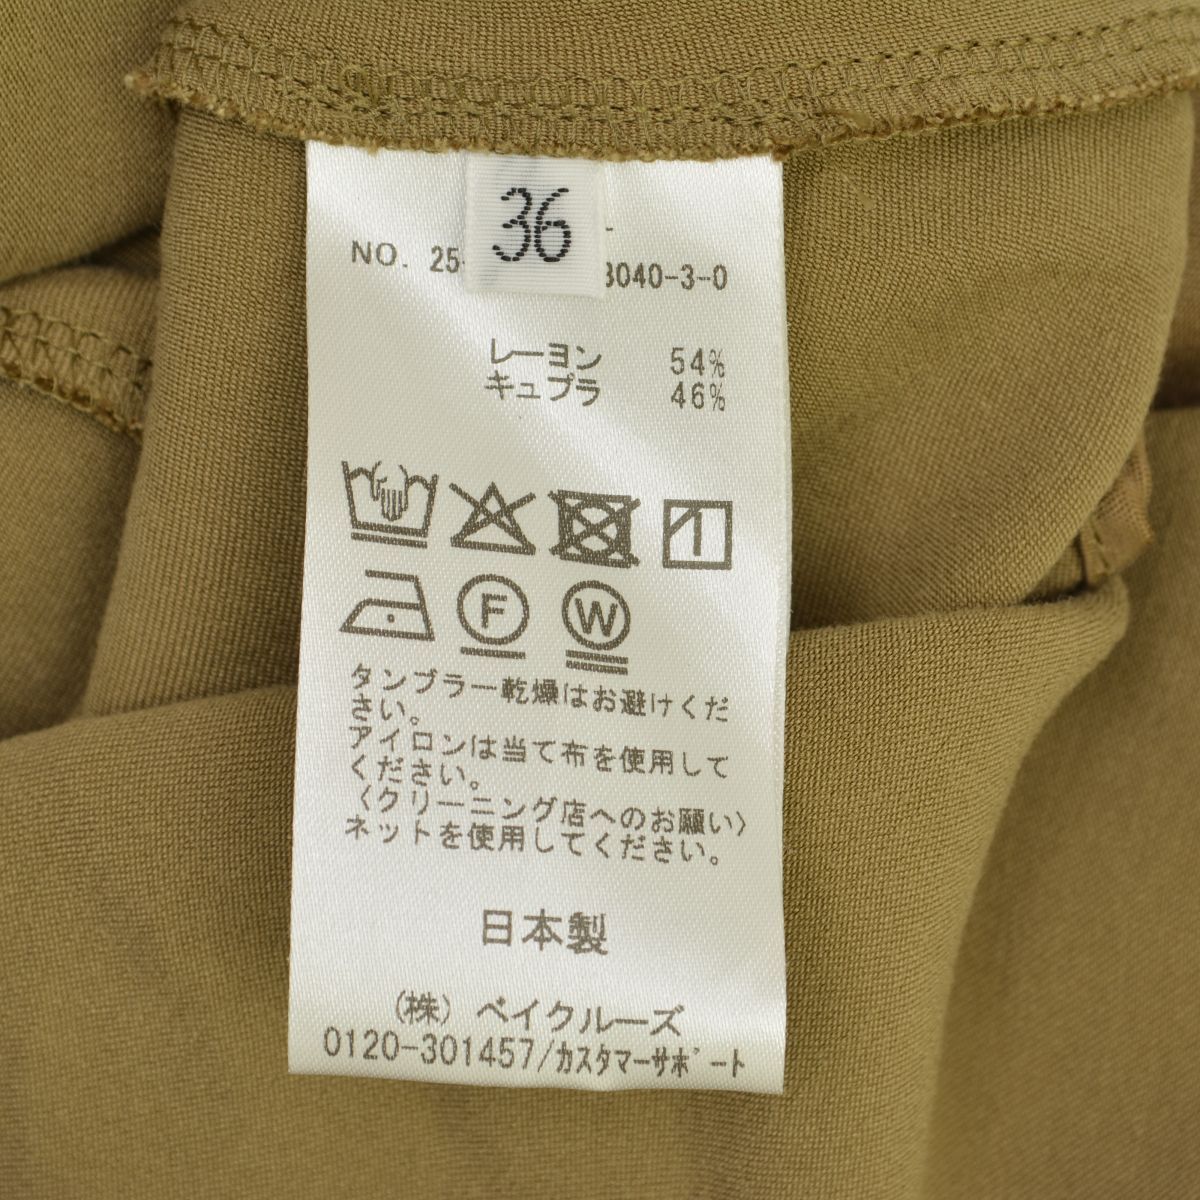 36
NO. 25- 3040-3-0
レーヨン 54%
キュプラ 46%
F W
タンブラー乾燥はお避けくだ
さい。
アイロンは当て布を使用して
ください。
〈クリーニング店へのお願い〉
ネットを使用してください。
日本製
(株) ベイクルーズ
0120-301457/カスタマーサポート